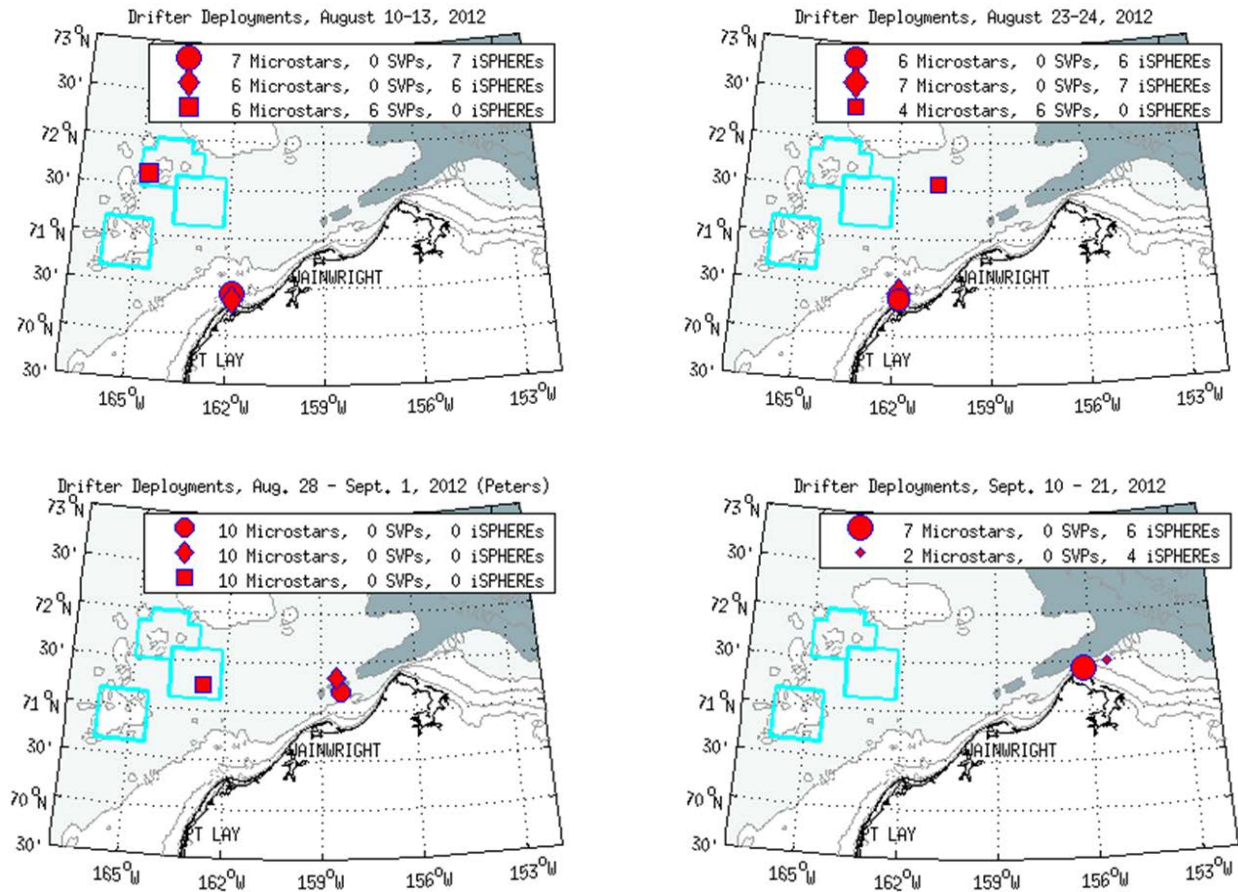 Drifter Deployments, August 10-13, 2012
73°N
7 Microstars, 0 SVPs, 7 iSPHEREs
6 Microstars, 0 SVPs, 6 iSPHEREs
6 Microstars, 6 SVPs, 0 iSPHEREs
30'
72°N
30'
71°N
30'
WAINWRIGHT
70°N
PT LAY
30'
165°W
162°W
159°W
156°W
153°W
Drifter Deployments, August 23-24, 2012
73°N
6 Microstars, 0 SVPs, 6 iSPHEREs
7 Microstars, 0 SVPs, 7 iSPHEREs
4 Microstars, 6 SVPs, 0 iSPHEREs
30'
72°N
30'
71°N
30'
WAINWRIGHT
70°N
PT LAY
30'
165°W
162°W
159°W
156°W
153°W
Drifter Deployments, Aug. 28 - Sept. 1, 2012 (Peters)
73°N
10 Microstars, 0 SVPs, 0 iSPHEREs
10 Microstars, 0 SVPs, 0 iSPHEREs
10 Microstars, 0 SVPs, 0 iSPHEREs
30'
72°N
30'
71°N
30'
WAINWRIGHT
70°N
PT LAY
30'
165°W
162°W
159°W
156°W
153°W
Drifter Deployments, Sept. 10 - 21, 2012
73°N
7 Microstars, 0 SVPs, 6 iSPHEREs
2 Microstars, 0 SVPs, 4 iSPHEREs
30'
72°N
30'
71°N
30'
WAINWRIGHT
70°N
PT LAY
30'
165°W
162°W
159°W
156°W
153°W